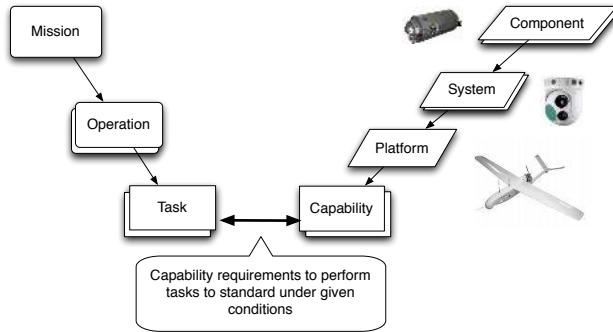 Mission
Component
System
Operation
Platform
Task
Capability
Capability requirements to perform
tasks to standard under given
conditions